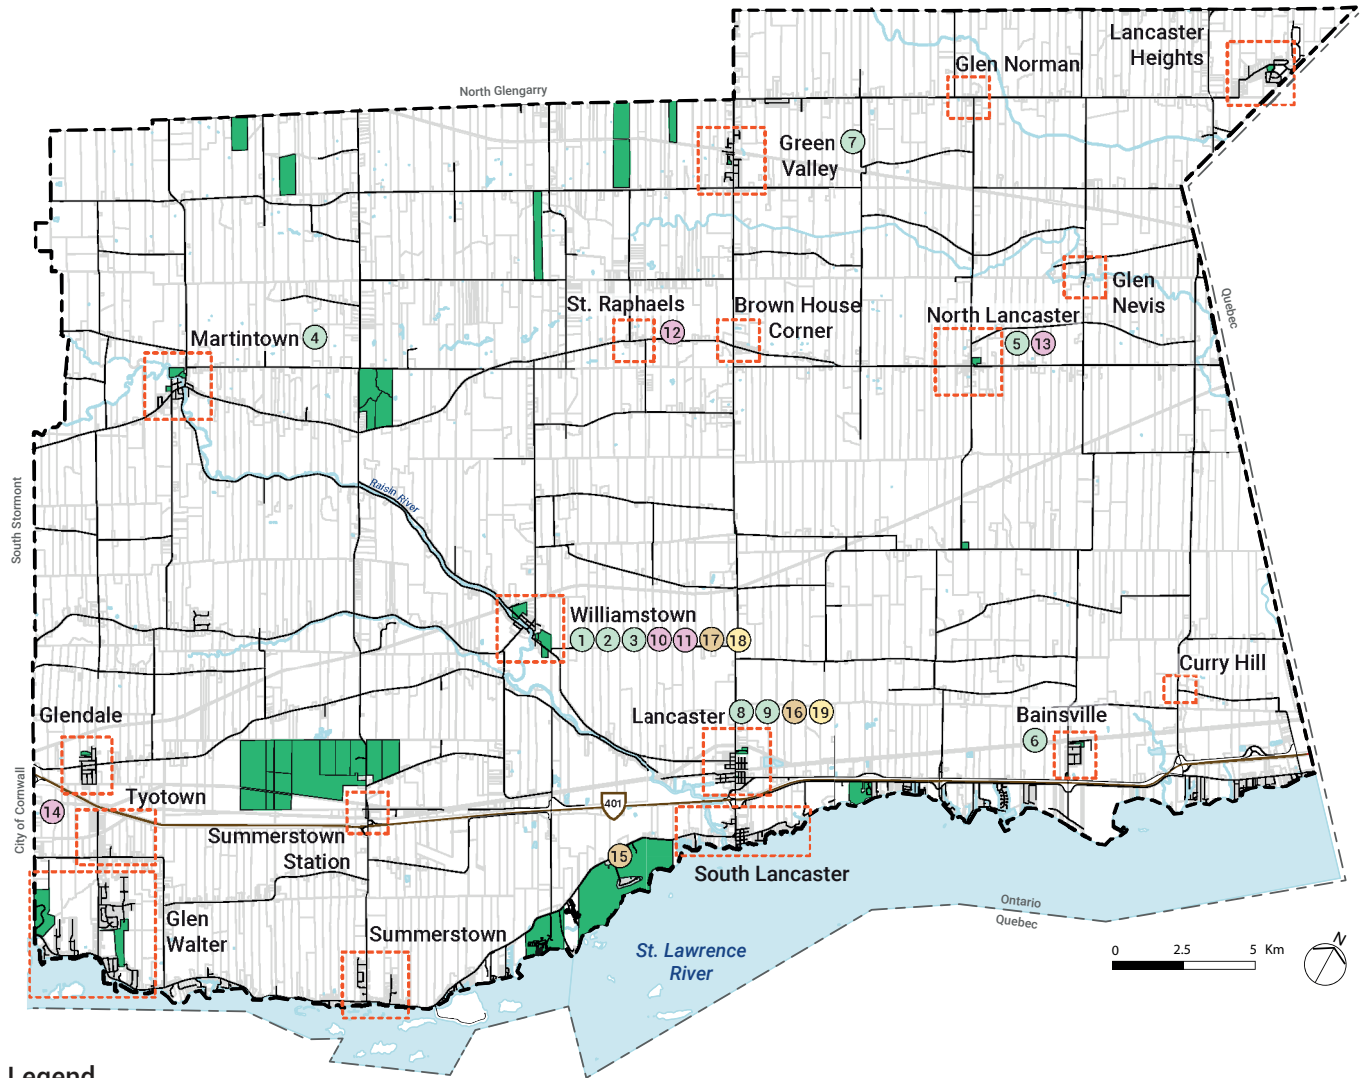 Lancaster
Heights
Glen Norman
North Glengarry
Green
Valley
7
Glen
Nevis
Quebec
St. Raphaels
12
Brown House
Corner
North Lancaster
5 13
Martintown 4
South Stormont
Raisin River
Williamstown
1 2 3 10 11 17 18
Curry Hill
Glendale
Lancaster 8 9 16 19
Bainsville
6
City of Cornwall
14
Tyotown
401
Summerstown
Station
15
South Lancaster
Glen
Walter
Summerstown
St. Lawrence
River
Ontario
Quebec
0 2.5 5 Km
N
Legend